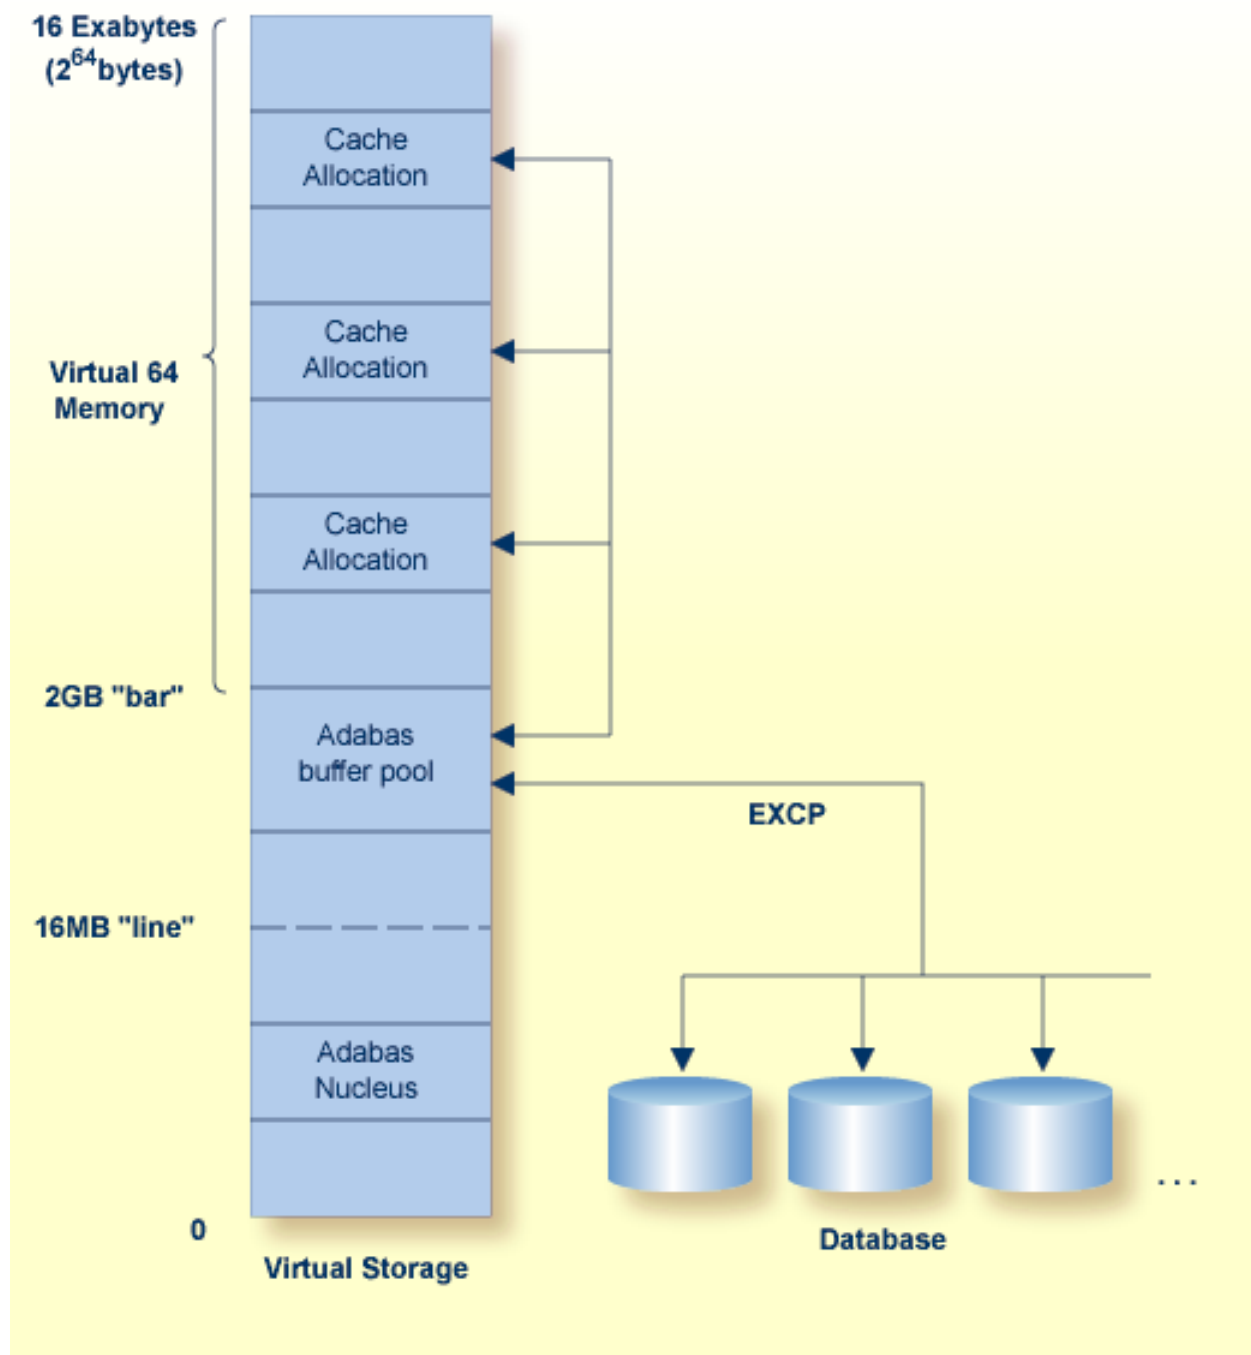 16 Exabytes
(2^64 bytes)
Cache
Allocation
Cache
Allocation
Virtual 64
Memory
Cache
Allocation
2GB "bar"
Adabas
buffer pool
EXCP
16MB "line"
Adabas
Nucleus
. . .
0
Database
Virtual Storage